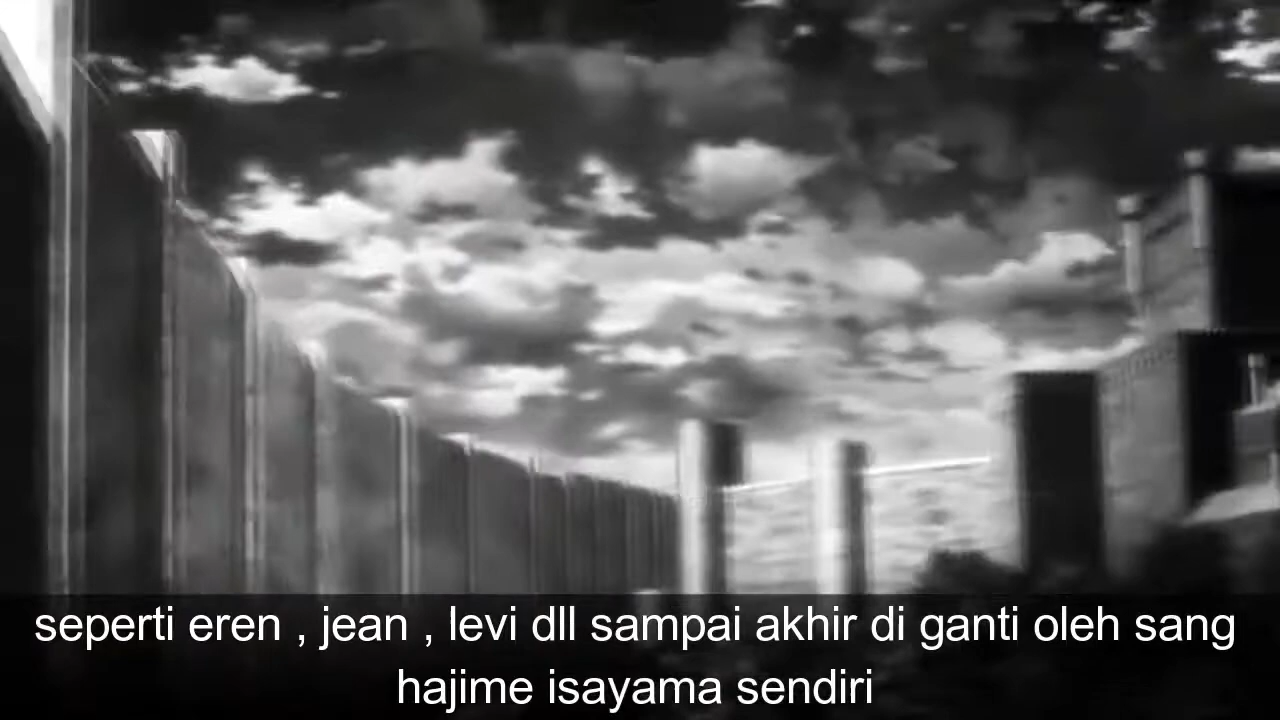 seperti eren , jean , levi dll sampai akhir di ganti oleh sang
hajime isayama sendiri